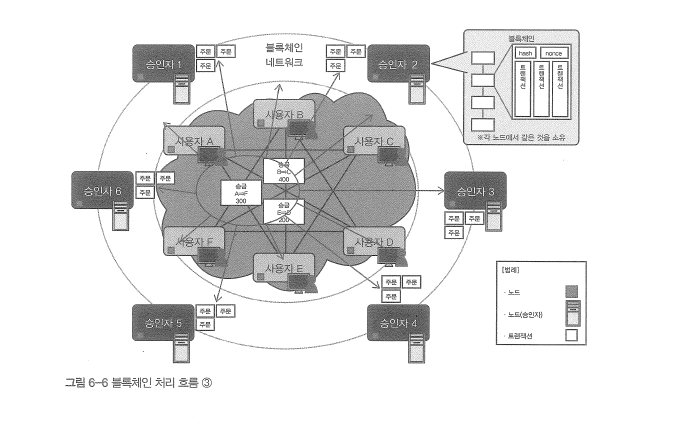 블록체인
네트워크
승인자 1
주문 주문
주문
승인자 2
주문 주문
주문
블록체인
hash nonce
트랜잭션 트랜잭션 트랜잭션
※각 노드에서 같은 것을 소유
사용자 A
사용자 B
사용자 C
승인자 6
주문 주문
주문
송금
A⇒F
300
송금
B⇒C
400
송금
E⇒D
200
승인자 3
주문 주문
주문
사용자 F
사용자 E
사용자 D
승인자 5
주문 주문
주문
승인자 4
주문 주문
주문
[범례]
· 노드
· 노드(승인자)
· 트랜잭션
그림 6-6 블록체인 처리 흐름 ③